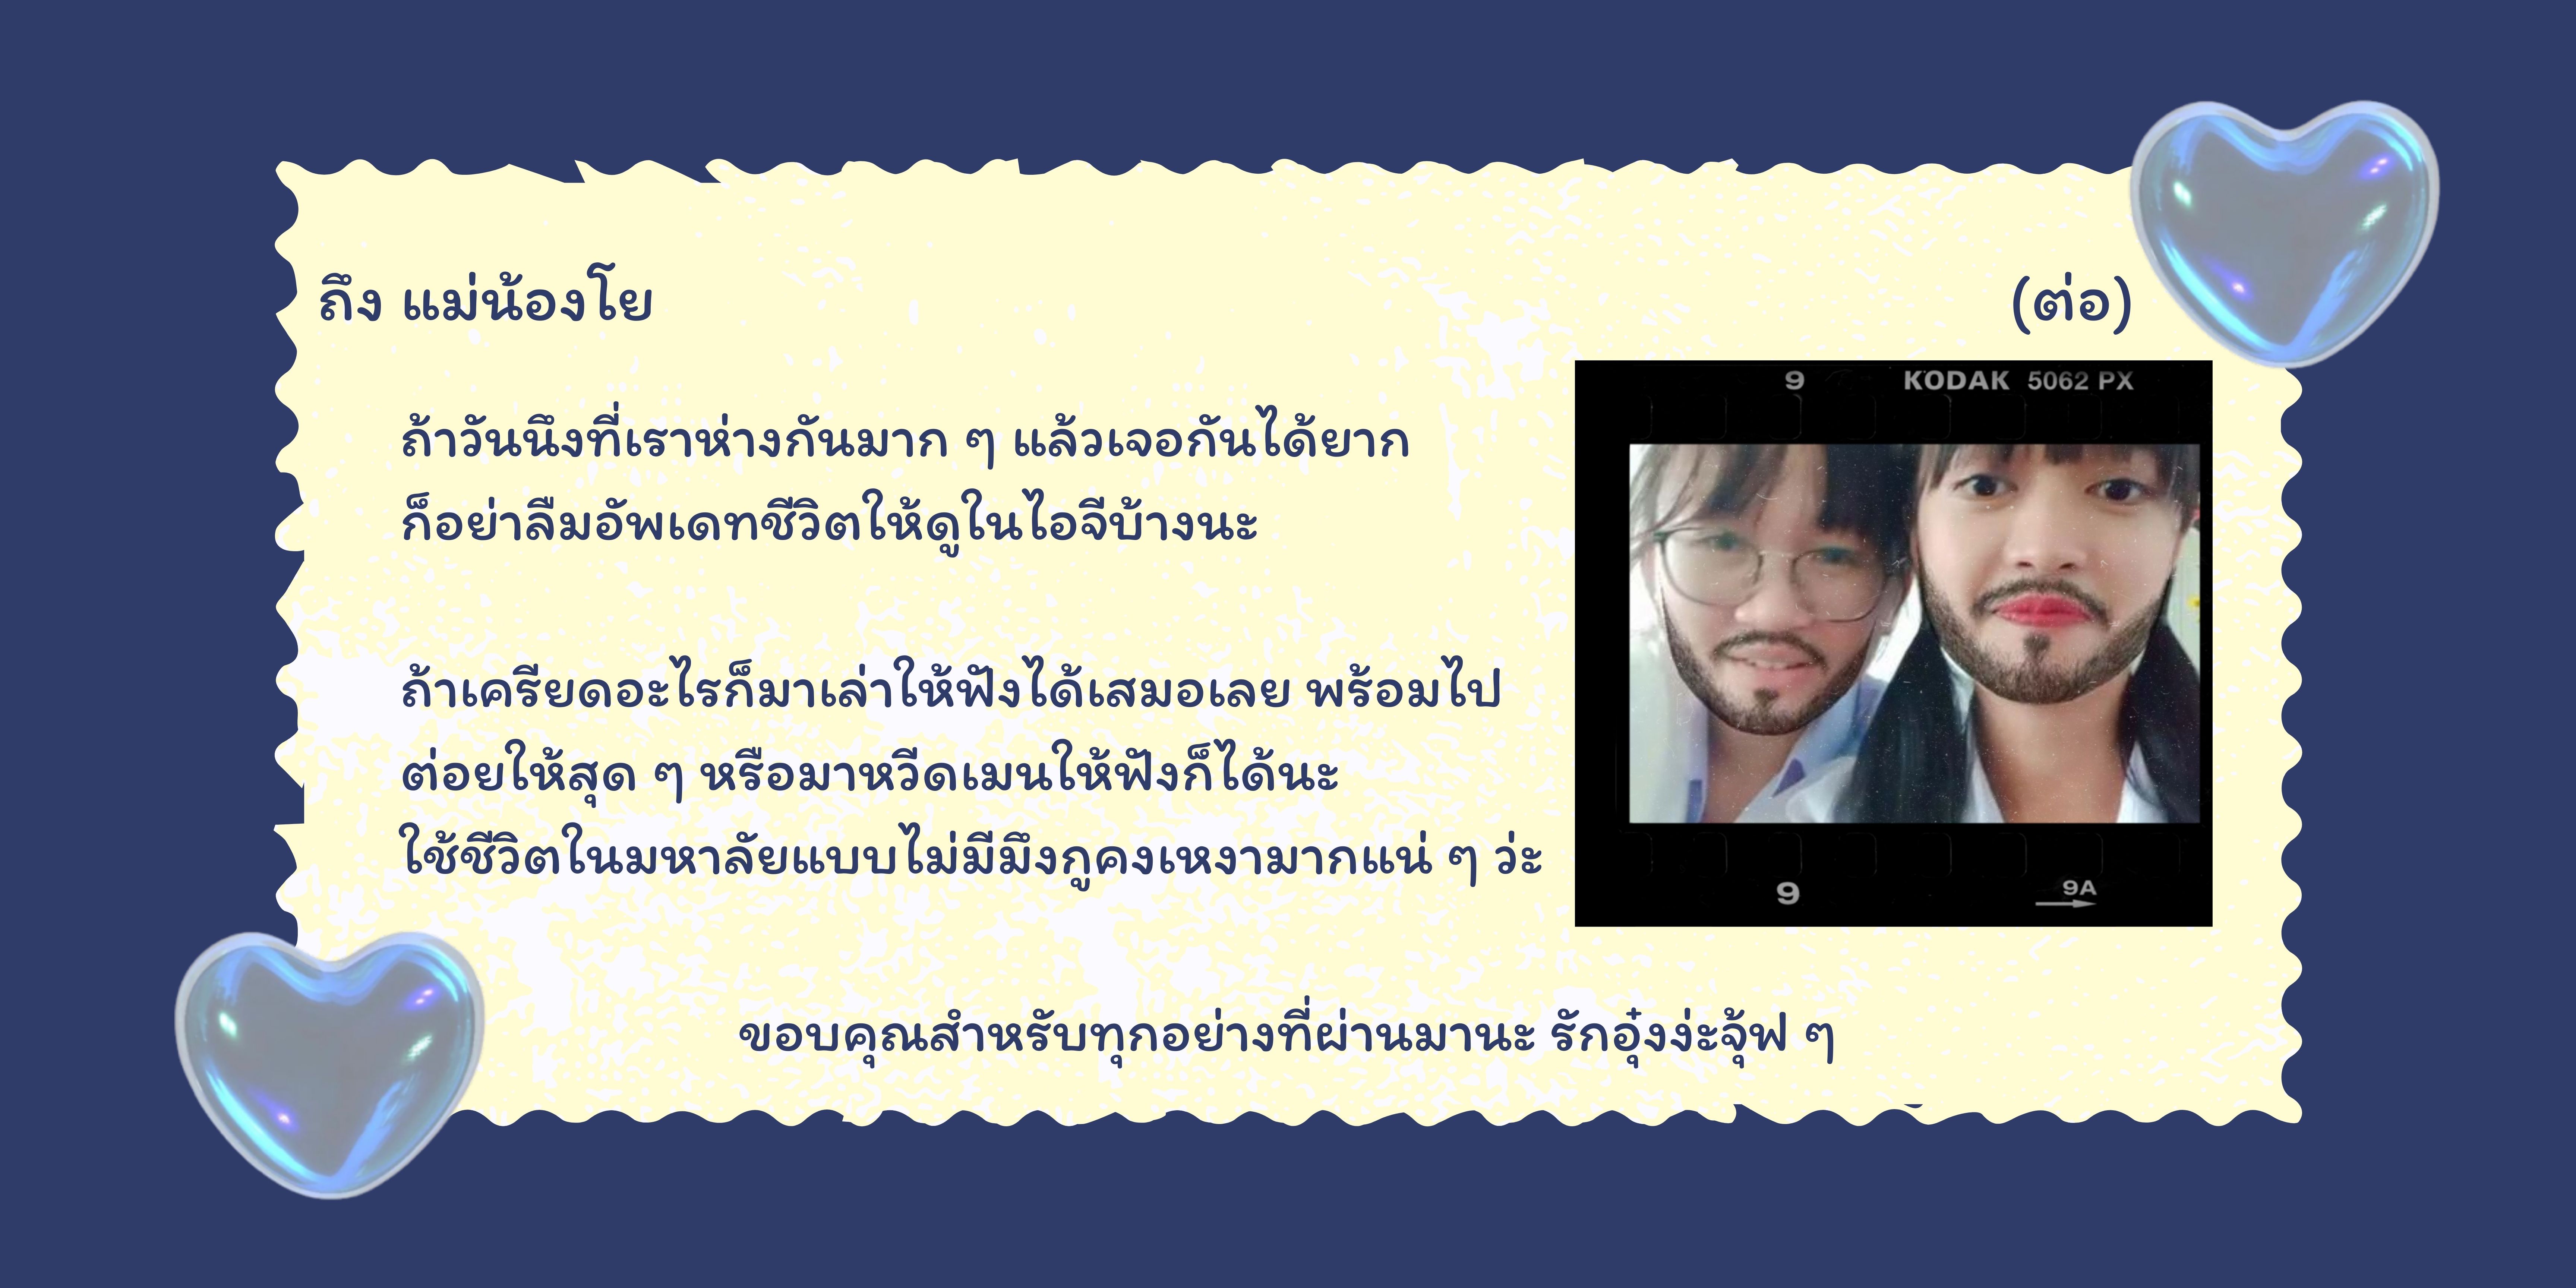 ถึง แม่น้องโย
(ต่อ)
ถ้าวันนึงที่เราห่างกันมาก ๆ แล้วเจอกันได้ยาก
ก็อย่าลืมอัพเดทชีวิตให้ดูในไอจีบ้างนะ
ถ้าเครียดอะไรก็มาเล่าให้ฟังได้เสมอเลย พร้อมไป
ต่อยให้สุด ๆ หรือมาหวีดเมนให้ฟังก็ได้นะ
ใช้ชีวิตในมหาลัยแบบไม่มีมึงกูคงเหงามากแน่ ๆ ว่ะ
9 KODAK 5062 PX
9 9A
ขอบคุณสำหรับทุกอย่างที่ผ่านมานะ รักอุ๋งง่ะจุ้ฟ ๆ